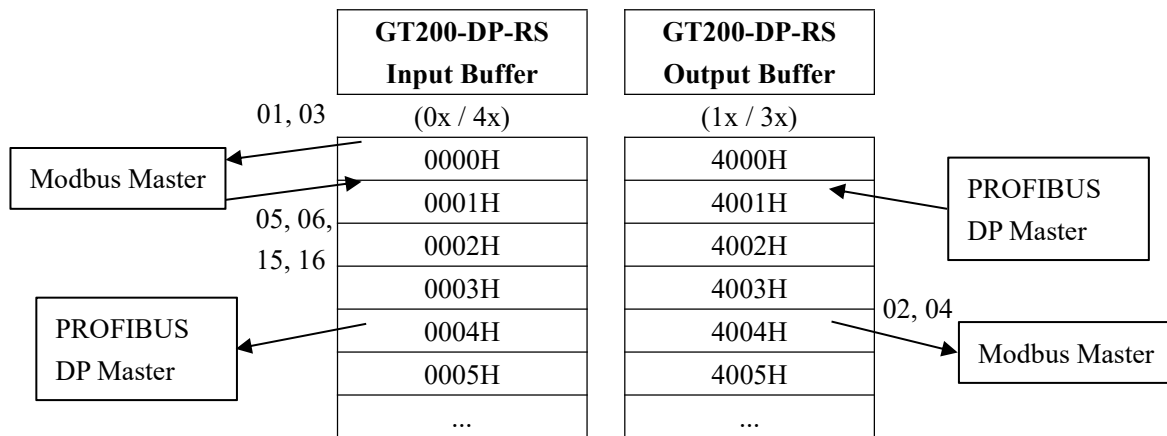 GT200-DP-RS
Input Buffer
GT200-DP-RS
Output Buffer
01, 03
(0x / 4x)
(1x / 3x)
Modbus Master
05, 06,
15, 16
PROFIBUS
DP Master
0000H
0001H
0002H
0003H
0004H
0005H
...
4000H
4001H
4002H
4003H
4004H
4005H
...
PROFIBUS
DP Master
02, 04
Modbus Master